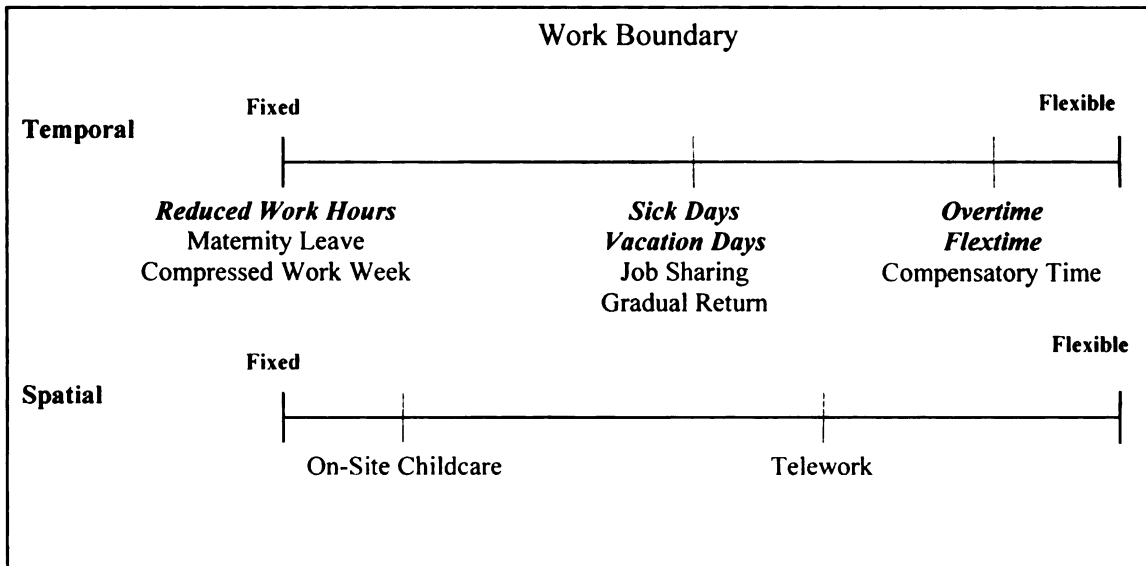 Work Boundary
Fixed
Flexible
Temporal
Reduced Work Hours
Maternity Leave
Compressed Work Week
Sick Days
Vacation Days
Job Sharing
Gradual Return
Overtime
Flextime
Compensatory Time
Fixed
Flexible
Spatial
On-Site Childcare
Telework